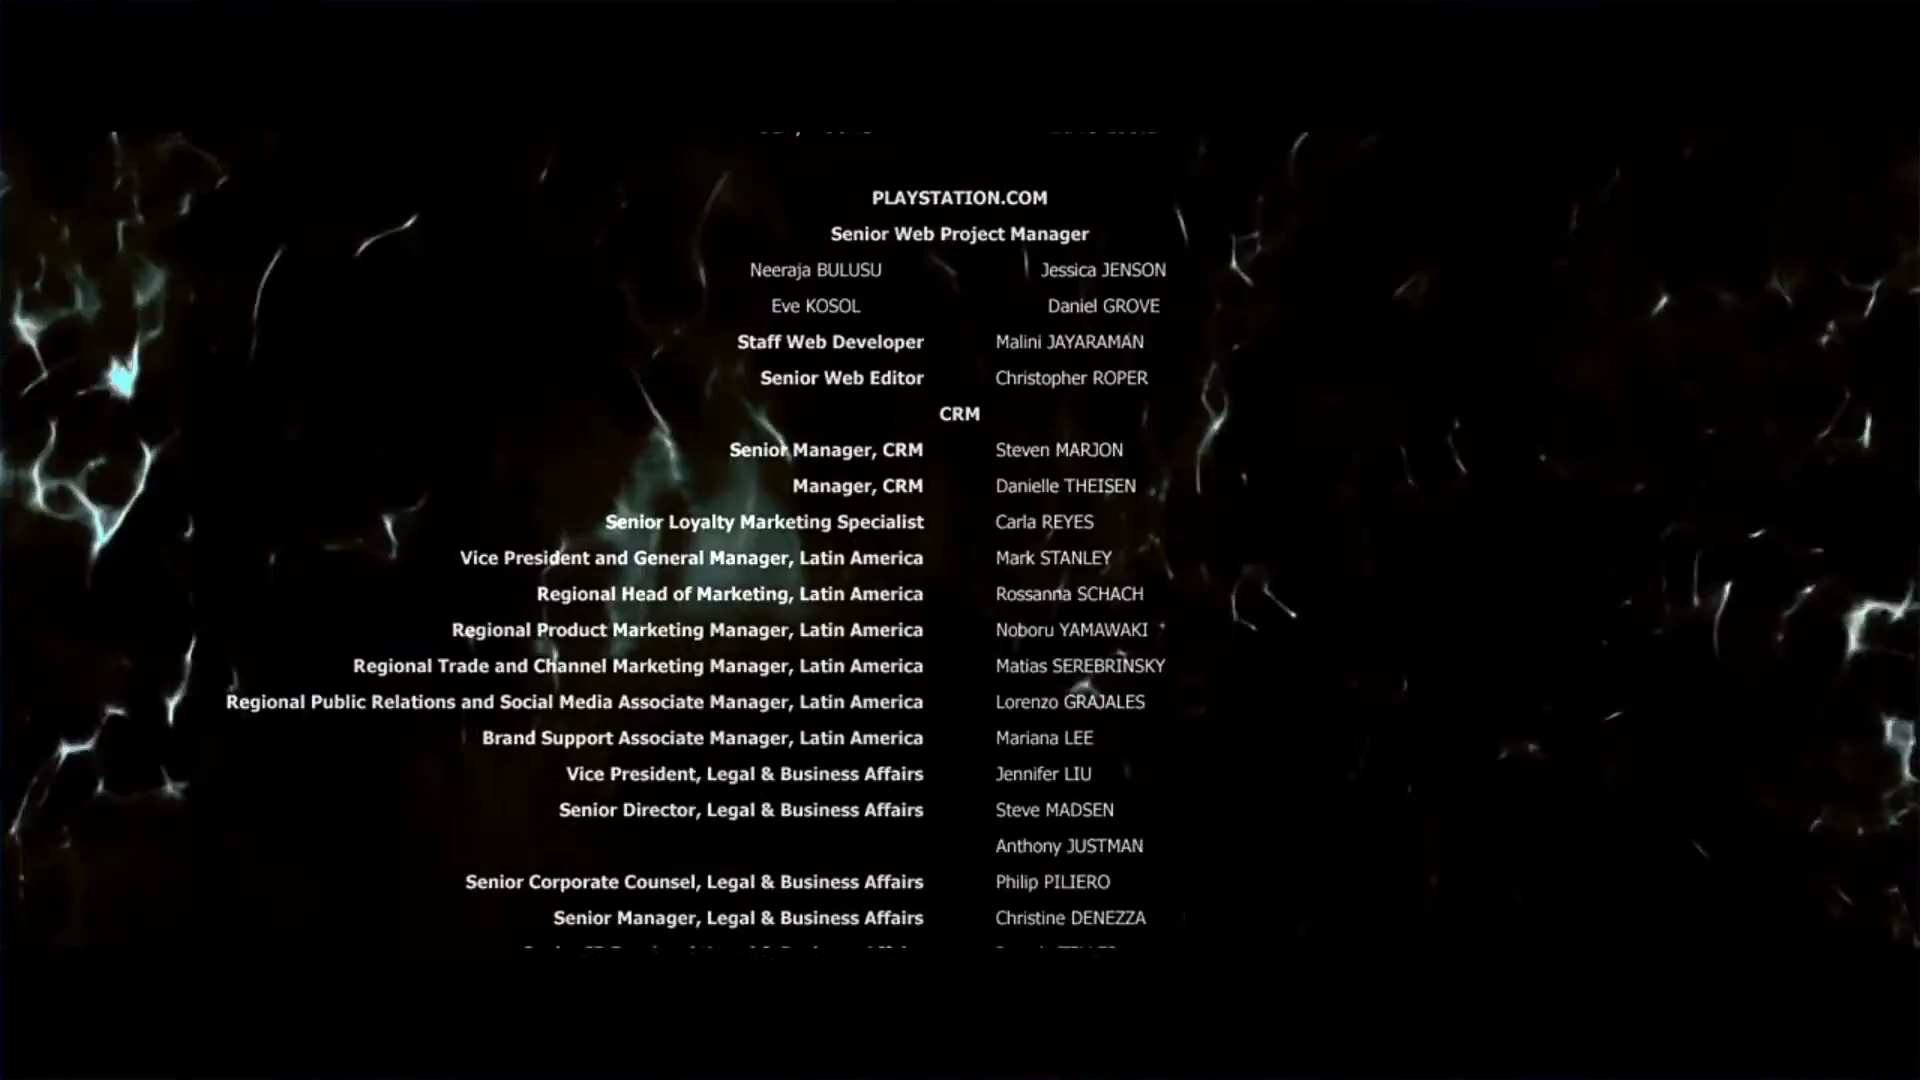 PLAYSTATION.COM
Senior Web Project Manager
Neeraja BULUSU Jessica JENSON
Eve KOSOL Daniel GROVE
Staff Web Developer Malini JAYARAMAN
Senior Web Editor Christopher ROPER
CRM
Senior Manager, CRM Steven MARJON
Manager, CRM Danielle THEISEN
Senior Loyalty Marketing Specialist Carla REYES
Vice President and General Manager, Latin America Mark STANLEY
Regional Head of Marketing, Latin America Rossanna SCHACH
Regional Product Marketing Manager, Latin America Noboru YAMAWAKI
Regional Trade and Channel Marketing Manager, Latin America Matias SEREBRINSKY
Regional Public Relations and Social Media Associate Manager, Latin America Lorenzo GRAJALES
Brand Support Associate Manager, Latin America Mariana LEE
Vice President, Legal & Business Affairs Jennifer LIU
Senior Director, Legal & Business Affairs Steve MADSEN
Anthony JUSTMAN
Senior Corporate Counsel, Legal & Business Affairs Philip PILIERO
Senior Manager, Legal & Business Affairs Christine DENEZZA